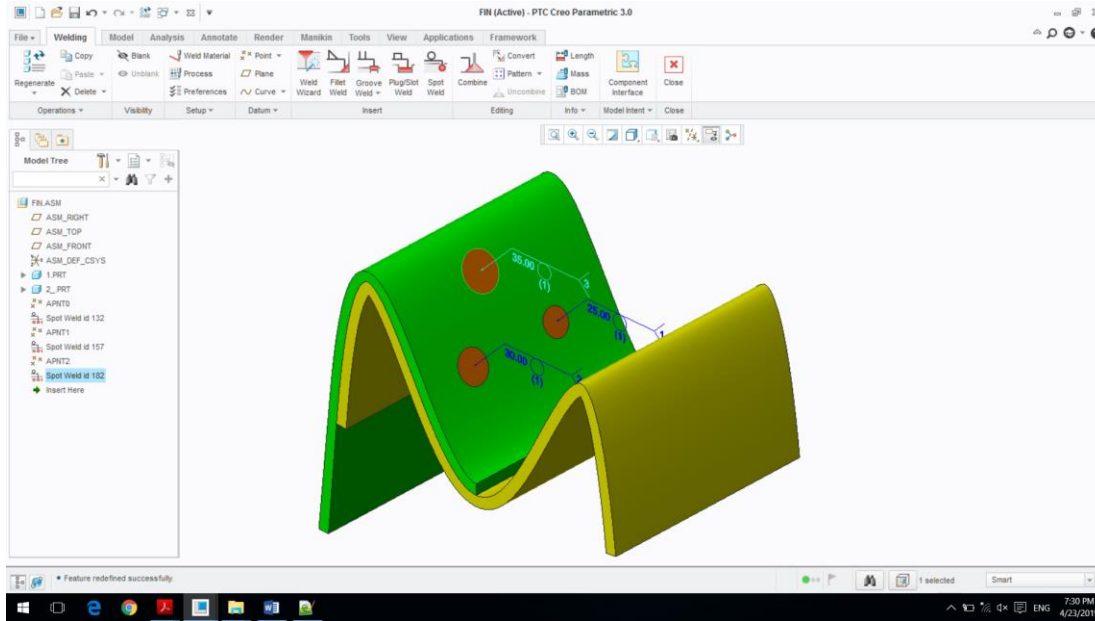 FIN (Active) - PTC Creo Parametric 3.0
File Welding Model Analysis Annotate Render Manikin Tools View Applications Framework
Regenerate
Copy
Paste
Delete
Blank
Unblank
Weld Material
Process
Preferences
Point
Plane
Curve
Weld Wizard
Fillet Weld
Groove Weld
Plug/Slot Weld
Spot Weld
Combine
Convert
Pattern
Uncombine
Length
Mass
BOM
Component Interface
Close
Operations Visibility Setup Datum Insert Editing Info Model Intent Close
Model Tree
FIN.ASM
ASM_RIGHT
ASM_TOP
ASM_FRONT
ASM_DEF_CSYS
1.PRT
2_.PRT
APNT0
Spot Weld id 132
APNT1
Spot Weld id 157
APNT2
Spot Weld id 182
Insert Here
35.00
(1)
3
25.00
(1)
1
30.00
(1)
2
• Feature redefined successfully.
1 selected
Smart
ENG
7:30 PM